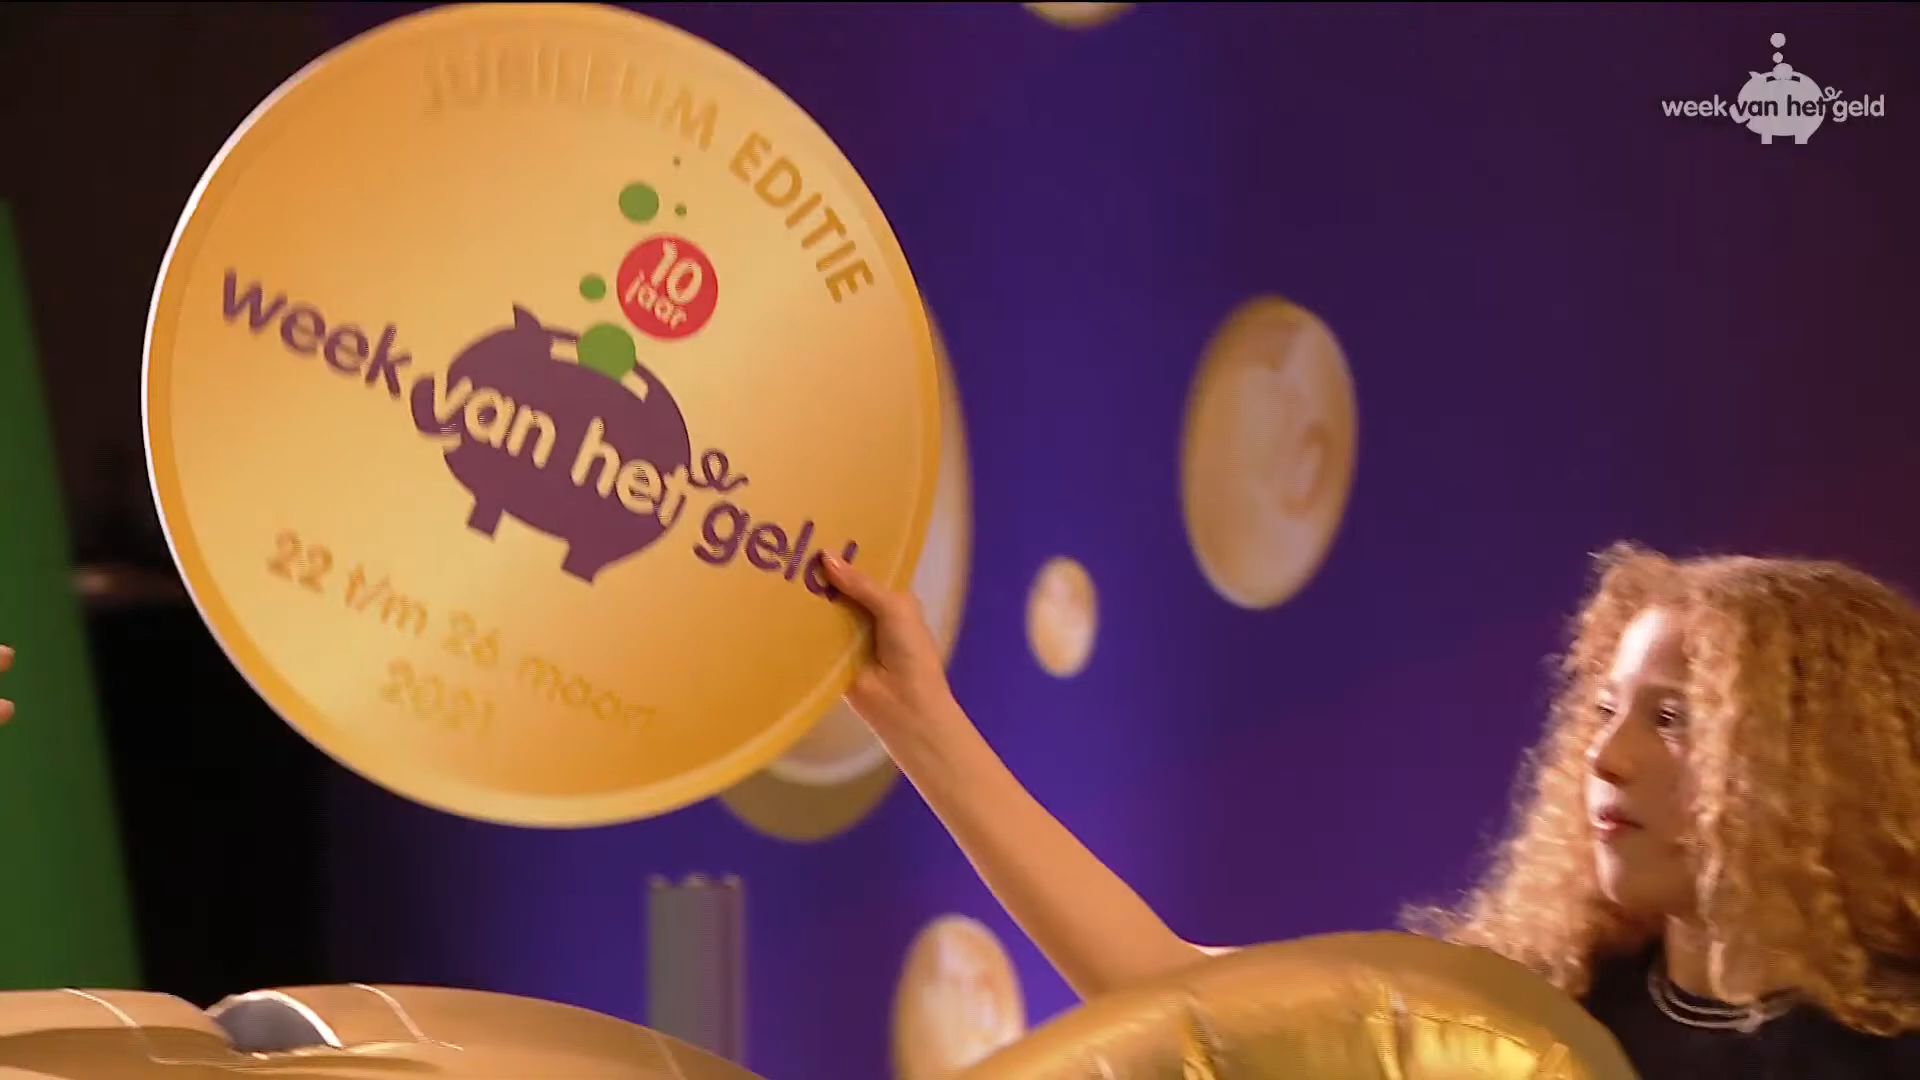 JUBILEUM EDITIE
10
jaar
week van het geld
22 t/m 26 maart
2021
week van het geld